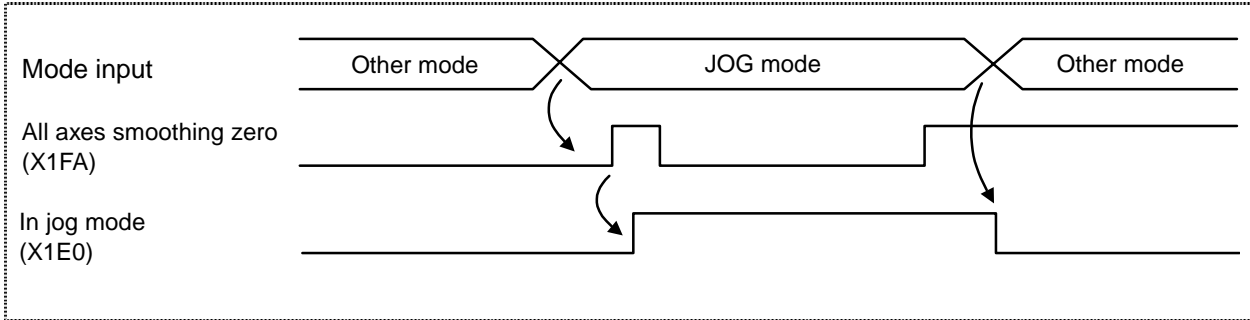 Mode input
Other mode
JOG mode
Other mode
All axes smoothing zero
(X1FA)
In jog mode
(X1E0)